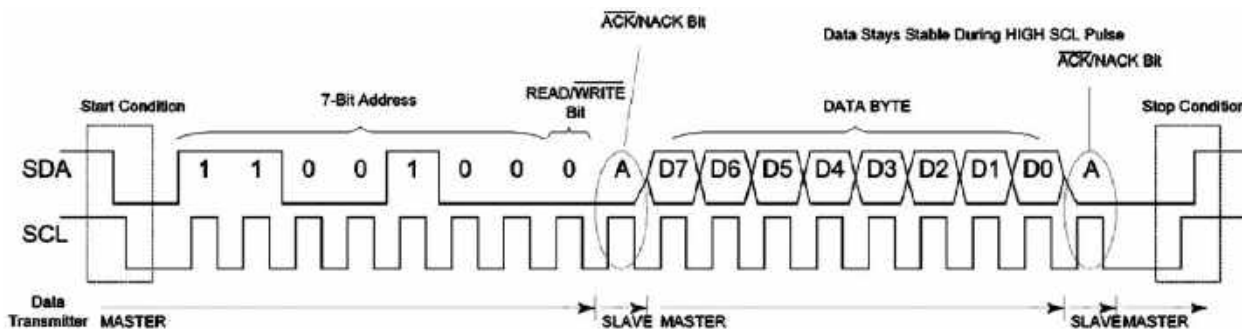 ACK/NACK Bit
Data Stays Stable During HIGH SCL Pulse
ACK/NACK Bit
Start Condition
7-Bit Address
READ/WRITE
Bit
DATA BYTE
Stop Condition
SDA 1 1 0 0 1 0 0 0 A D7 D6 D5 D4 D3 D2 D1 D0 A
SCL
Data
Transmitter MASTER SLAVE MASTER SLAVE MASTER